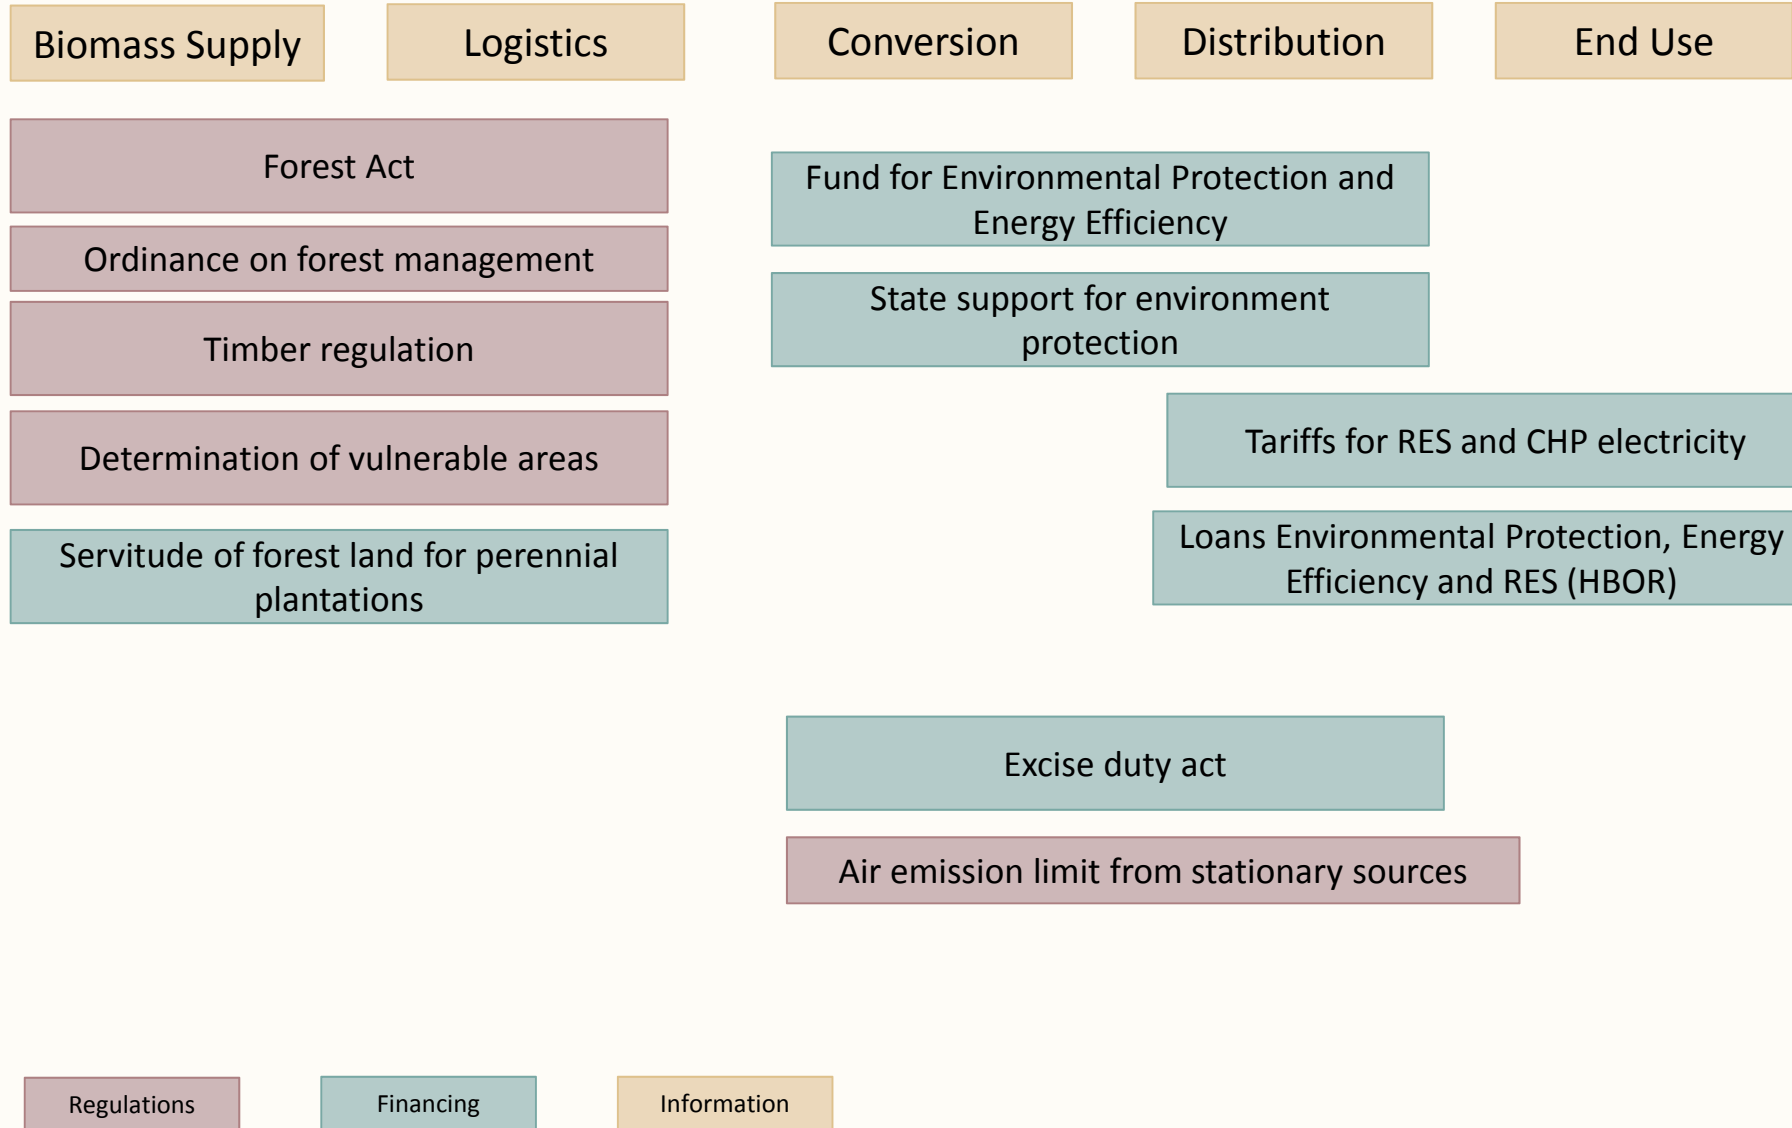 Biomass Supply
Logistics
Conversion
Distribution
End Use
Forest Act
Ordinance on forest management
Timber regulation
Determination of vulnerable areas
Servitude of forest land for perennial
plantations
Fund for Environmental Protection and
Energy Efficiency
State support for environment
protection
Tariffs for RES and CHP electricity
Loans Environmental Protection, Energy
Efficiency and RES (HBOR)
Excise duty act
Air emission limit from stationary sources
Regulations
Financing
Information